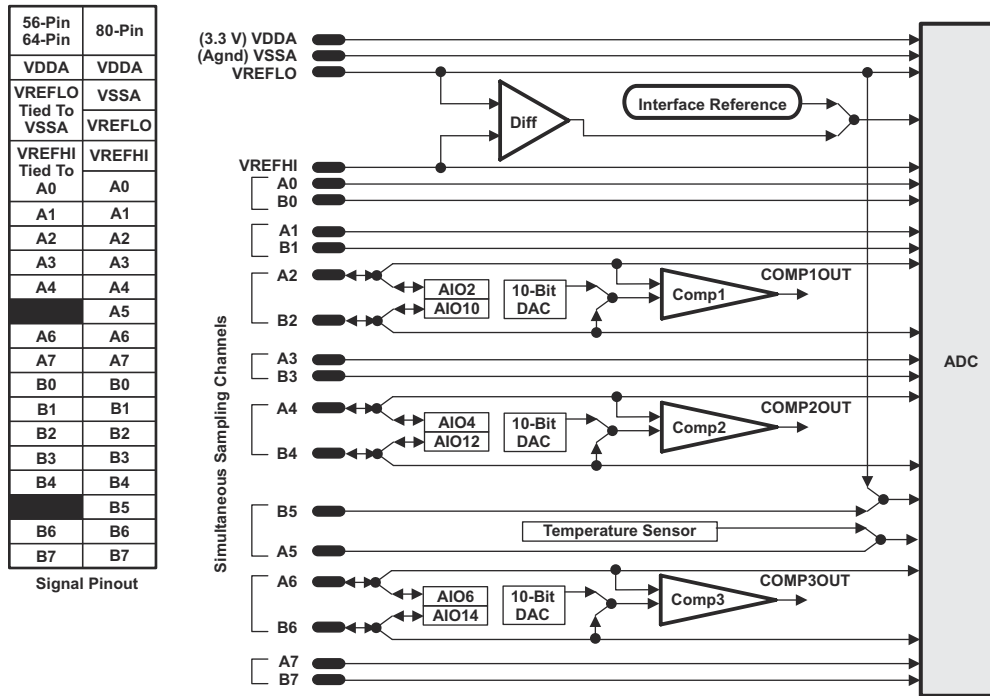 56-Pin
64-Pin
80-Pin
VDDA
VDDA
VREFLO
Tied To
VSSA
VSSA
VREFLO
VREFHI
Tied To
A0
VREFHI
A0
A1
A1
A2
A2
A3
A3
A4
A4
A5
A6
A6
A7
A7
B0
B0
B1
B1
B2
B2
B3
B3
B4
B4
B5
B6
B6
B7
B7
Signal Pinout
(3.3 V) VDDA
(Agnd) VSSA
VREFLO
Interface Reference
Diff
VREFHI
A0
B0
A1
B1
A2
AIO2
AIO10
10-Bit
DAC
Comp1
COMP1OUT
B2
Simultaneous Sampling Channels
A3
B3
ADC
A4
AIO4
AIO12
10-Bit
DAC
Comp2
COMP2OUT
B4
B5
Temperature Sensor
A5
A6
AIO6
AIO14
10-Bit
DAC
Comp3
COMP3OUT
B6
A7
B7